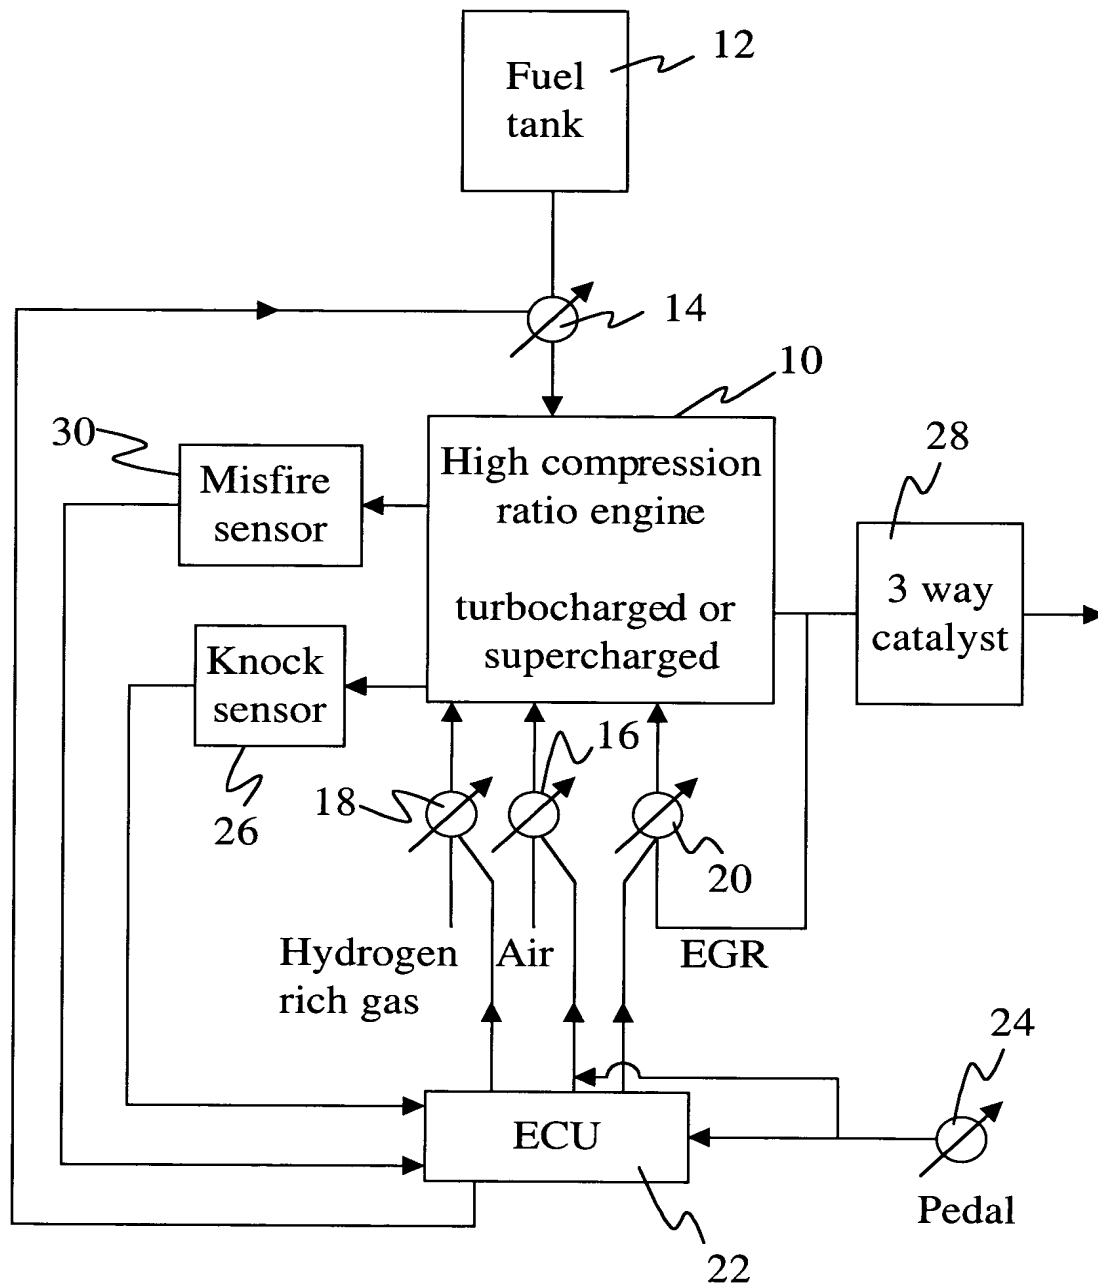 12
Fuel
tank
14
10
30
Misfire
sensor
High compression
ratio engine
turbocharged or
supercharged
28
3 way
catalyst
Knock
sensor
26
18
16
20
Hydrogen
rich gas
Air
EGR
24
ECU
Pedal
22